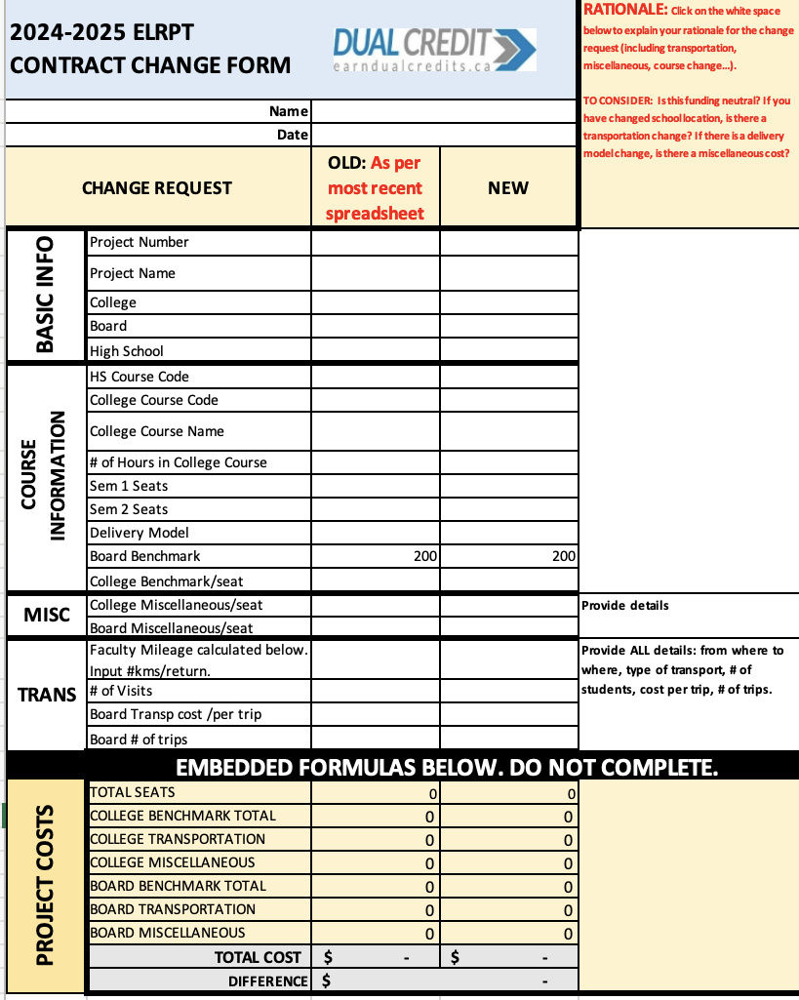 2024-2025 ELRPT
CONTRACT CHANGE FORM
DUAL CREDIT
earndualcredits.ca
RATIONALE: Click on the white space
below to explain your rationale for the change
request (including transportation,
miscellaneous, course change...).
TO CONSIDER: Is this funding neutral? If you
have changed school location, is there a
transportation change? If there is a delivery
model change, is there a miscellaneous cost?
Name
Date
CHANGE REQUEST
OLD: As per
most recent
spreadsheet
NEW
BASIC INFO
Project Number
Project Name
College
Board
High School
COURSE
INFORMATION
HS Course Code
College Course Code
College Course Name
# of Hours in College Course
Sem 1 Seats
Sem 2 Seats
Delivery Model
Board Benchmark 200 200
College Benchmark/seat
MISC
College Miscellaneous/seat
Board Miscellaneous/seat
Provide details
TRANS
Faculty Mileage calculated below.
Input #kms/return.
# of Visits
Board Transp cost /per trip
Board # of trips
Provide ALL details: from where to
where, type of transport, # of
students, cost per trip, # of trips.
EMBEDDED FORMULAS BELOW. DO NOT COMPLETE.
PROJECT COSTS
TOTAL SEATS 0 0
COLLEGE BENCHMARK TOTAL 0 0
COLLEGE TRANSPORTATION 0 0
COLLEGE MISCELLANEOUS 0 0
BOARD BENCHMARK TOTAL 0 0
BOARD TRANSPORTATION 0 0
BOARD MISCELLANEOUS 0 0
TOTAL COST $ - $ -
DIFFERENCE $ -